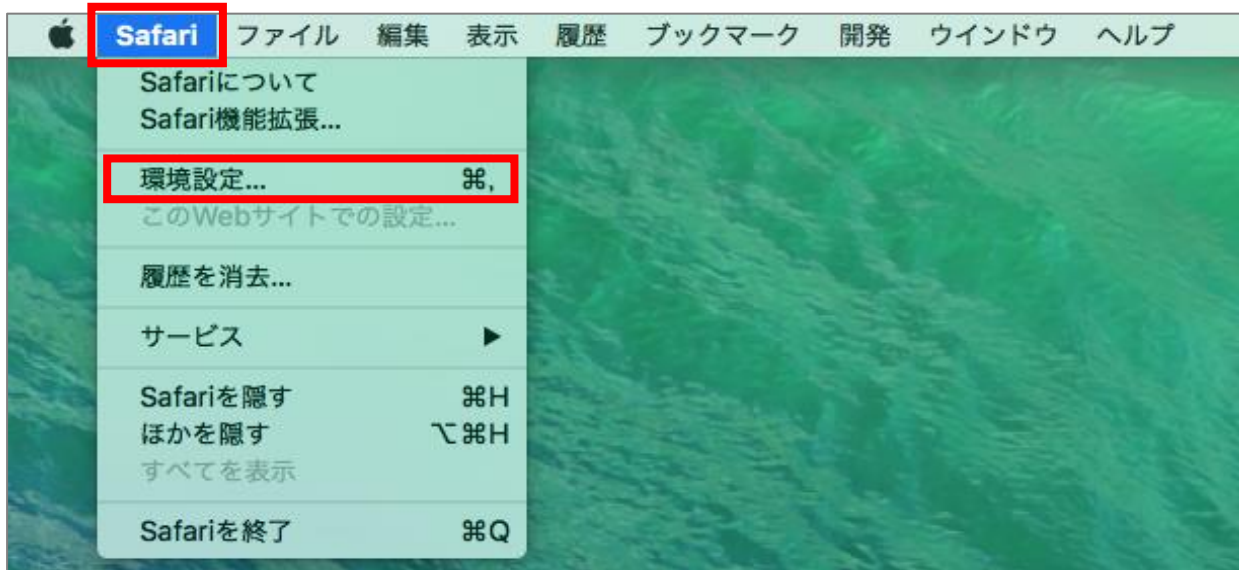 Safari ファイル 編集 表示 履歴 ブックマーク 開発 ウインドウ ヘルプ
Safariについて
Safari機能拡張...
環境設定... ⌘,
このWebサイトでの設定...
履歴を消去...
サービス ▶
Safariを隠す ⌘H
ほかを隠す ⌥⌘H
すべてを表示
Safariを終了 ⌘Q